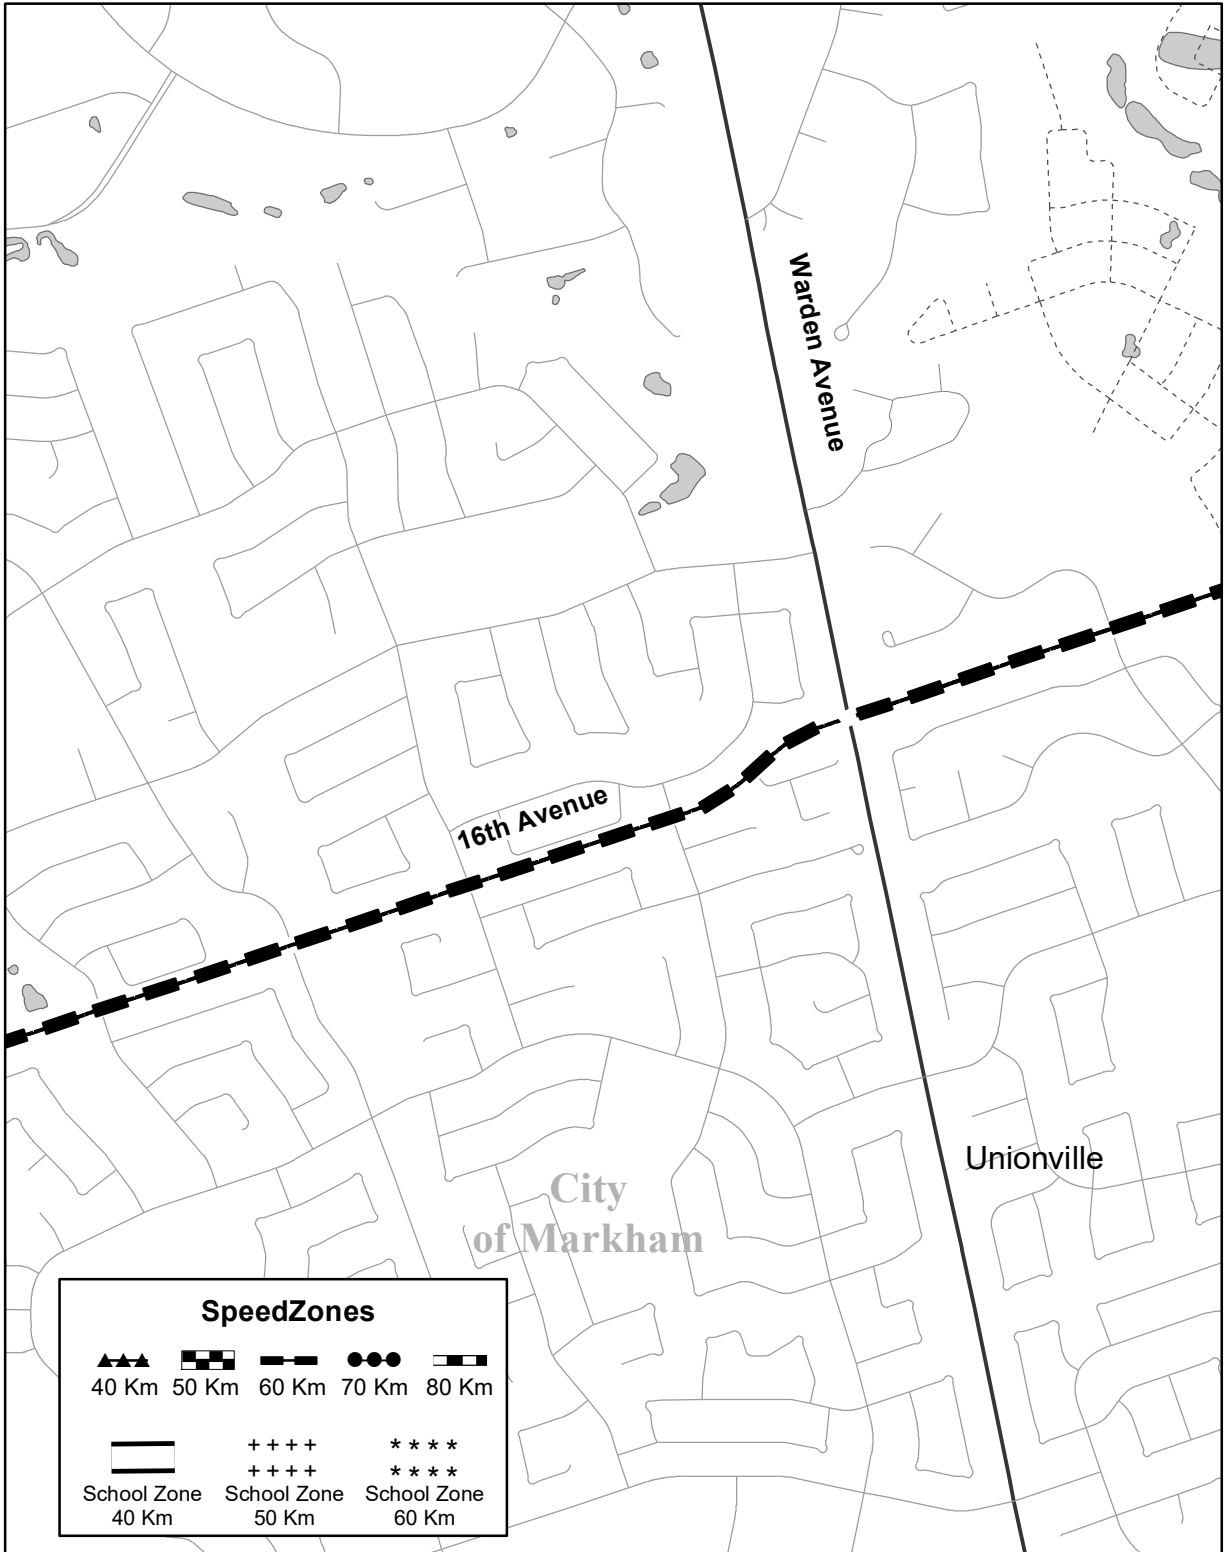 Warden Avenue
16th Avenue
Unionville
City
of Markham
SpeedZones
40 Km 50 Km 60 Km 70 Km 80 Km
School Zone School Zone School Zone
40 Km 50 Km 60 Km